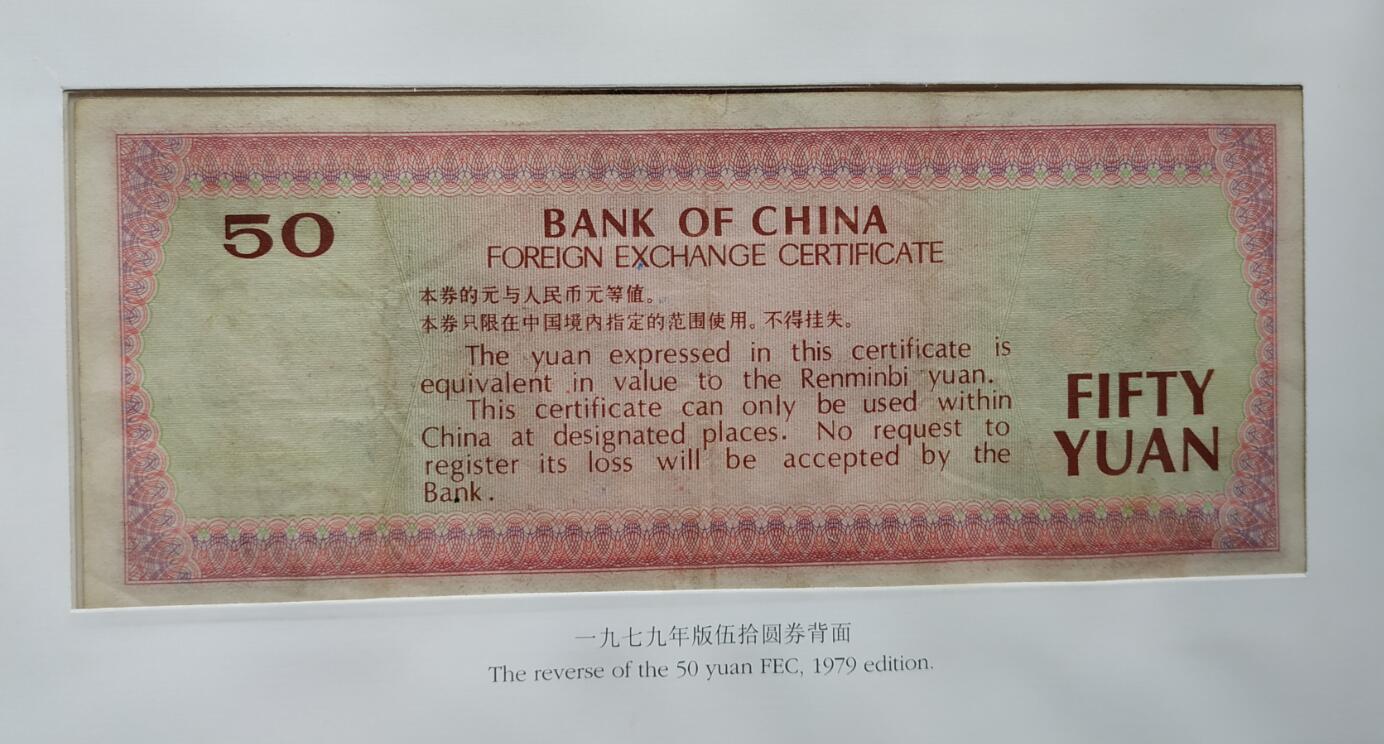 50
BANK OF CHINA
FOREIGN EXCHANGE CERTIFICATE
本券的元与人民币元等值。
本券只限在中国境内指定的范围使用。不得挂失。
The yuan expressed in this certificate is
equivalent in value to the Renminbi yuan.
This certificate can only be used within
China at designated places. No request to
register its loss will be accepted by the
Bank.
FIFTY
YUAN
一九七九年版伍拾圆券背面
The reverse of the 50 yuan FEC, 1979 edition.